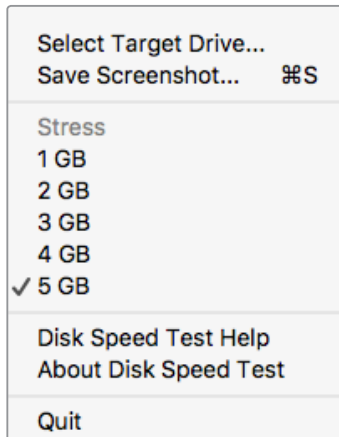 Select Target Drive...
Save Screenshot... ⌘S
Stress
1 GB
2 GB
3 GB
4 GB
✓ 5 GB
Disk Speed Test Help
About Disk Speed Test
Quit